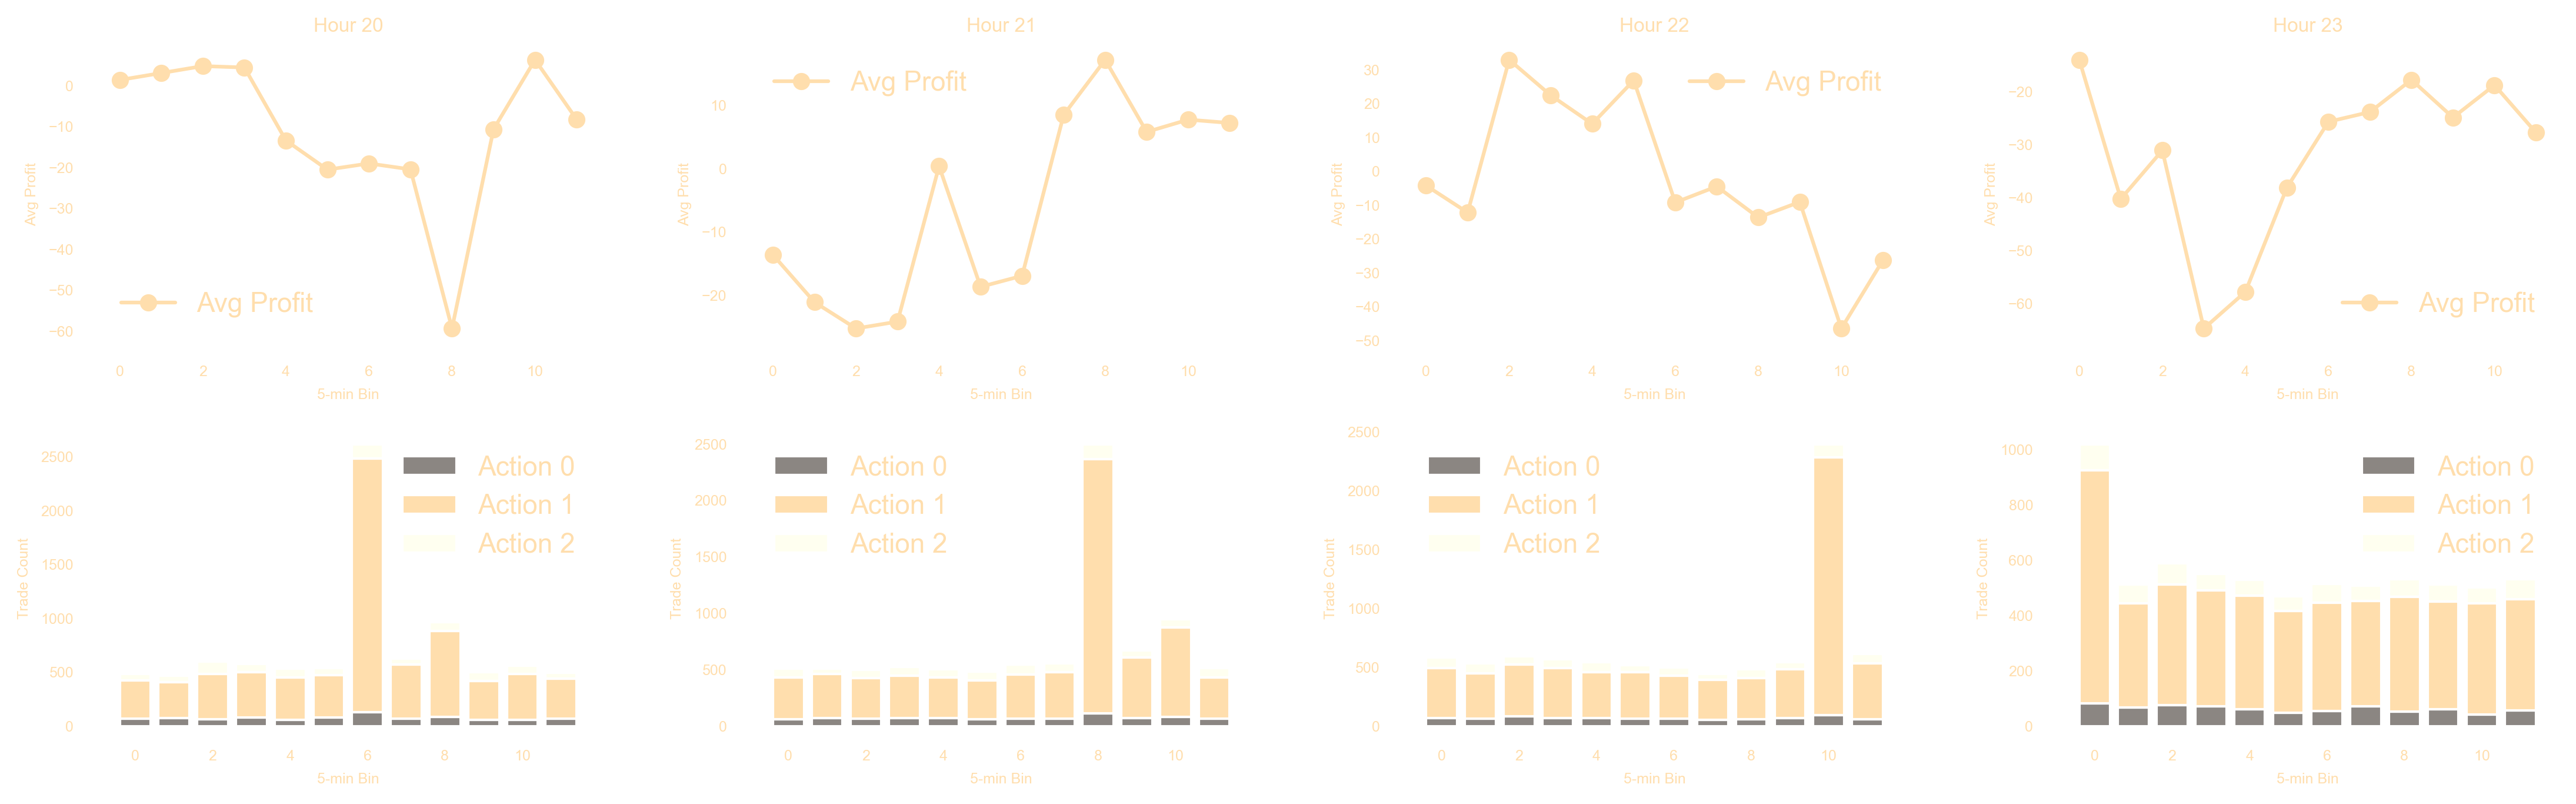 Hour 20
Avg Profit
0
−10
−20
−30
−40
−50
−60
Avg Profit
0 2 4 6 8 10
5-min Bin
Hour 21
Avg Profit
10
0
−10
−20
Avg Profit
0 2 4 6 8 10
5-min Bin
Hour 22
Avg Profit
30
20
10
0
−10
−20
−30
−40
−50
Avg Profit
0 2 4 6 8 10
5-min Bin
Hour 23
Avg Profit
−20
−30
−40
−50
−60
Avg Profit
0 2 4 6 8 10
5-min Bin
Trade Count
2500
2000
1500
1000
500
0
Action 0
Action 1
Action 2
0 2 4 6 8 10
5-min Bin
Trade Count
2500
2000
1500
1000
500
0
Action 0
Action 1
Action 2
0 2 4 6 8 10
5-min Bin
Trade Count
2500
2000
1500
1000
500
0
Action 0
Action 1
Action 2
0 2 4 6 8 10
5-min Bin
Trade Count
1000
800
600
400
200
0
Action 0
Action 1
Action 2
0 2 4 6 8 10
5-min Bin